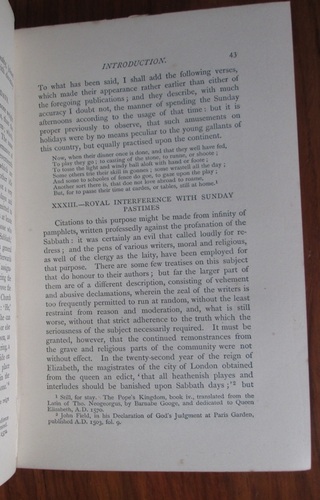 INTRODUCTION. 43
To what has been said, I shall add the following verses,
which made their appearance rather earlier than either of
the foregoing publications; and they describe, with much
accuracy I doubt not, the manner of spending the Sunday
afternoons according to the usage of that time: but it is
proper previously to observe, that such amusements on
holidays were by no means peculiar to the young gallants of
this country, but equally practised upon the continent.
Now, when their dinner once is done, and that they well have fed,
To play they go; to casting of the stone, to runne, or shoote;
To tosse the light and windy ball aloft with hand or foote;
Some others trie their skill in gonnes; some wrastell all the day;
And some to schooles of fence do goe, to gaze upon the play;
Another sort there is, that doe not love abroad to roame,
But, for to passe their time at cardes, or tables, still at home.¹
XXXIII.—ROYAL INTERFERENCE WITH SUNDAY
PASTIMES
Citations to this purpose might be made from infinity of
pamphlets, written professedly against the profanation of the
Sabbath: it was certainly an evil that called loudly for re-
dress; and the pens of various writers, moral and religious,
as well of the clergy as the laity, have been employed for
that purpose. There are some few treatises on this subject
that do honour to their authors; but far the larger part of
them are of a different description, consisting of vehement
and abusive declamations, wherein the zeal of the writers is
too frequently permitted to run at random, without the least
restraint from reason and moderation, and, what is still
worse, without that strict adherence to the truth which the
seriousness of the subject necessarily required. It must be
granted, however, that the continued remonstrances from
the grave and religious parts of the community were not
without effect. In the twenty-second year of the reign of
Elizabeth, the magistrates of the city of London obtained
from the queen an edict, ‘that all heathenish playes and
interludes should be banished upon Sabbath days;’² but
¹ Still, for stay. The Pope's Kingdom, book iv., translated from the
Latin of Tho. Neogeorgus, by Barnabe Googe, and dedicated to Queen
Elizabeth, A.D. 1570.
² John Field, in his Declaration of God's Judgment at Paris Garden,
published A.D. 1503, fol. 9.